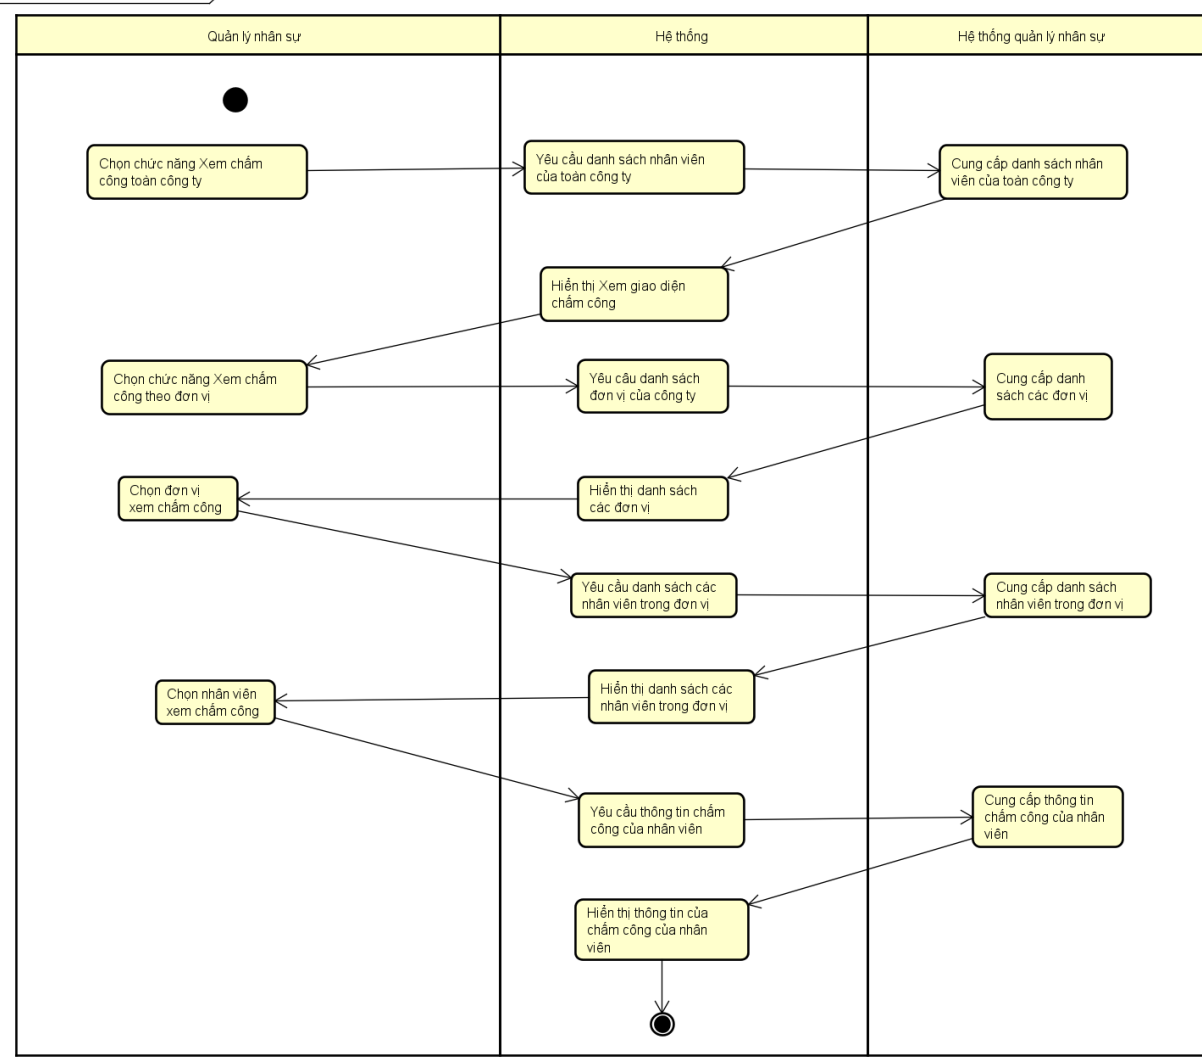 Quản lý nhân sự
Hệ thống
Hệ thống quản lý nhân sự
Chọn chức năng Xem chấm
công toàn công ty
Yêu cầu danh sách nhân viên
của toàn công ty
Cung cấp danh sách nhân
viên của toàn công ty
Hiển thị Xem giao diện
chấm công
Chọn chức năng Xem chấm
công theo đơn vị
Yêu câu danh sách
đơn vị của công ty
Cung cấp danh
sách các đơn vị
Chọn đơn vị
xem chấm công
Hiển thị danh sách
các đơn vị
Yêu cầu danh sách các
nhân viên trong đơn vị
Cung cấp danh sách
nhân viên trong đơn vị
Chọn nhân viên
xem chấm công
Hiển thị danh sách các
nhân viên trong đơn vị
Yêu cầu thông tin chấm
công của nhân viên
Cung cấp thông tin
chấm công của nhân
viên
Hiển thị thông tin của
chấm công của nhân
viên